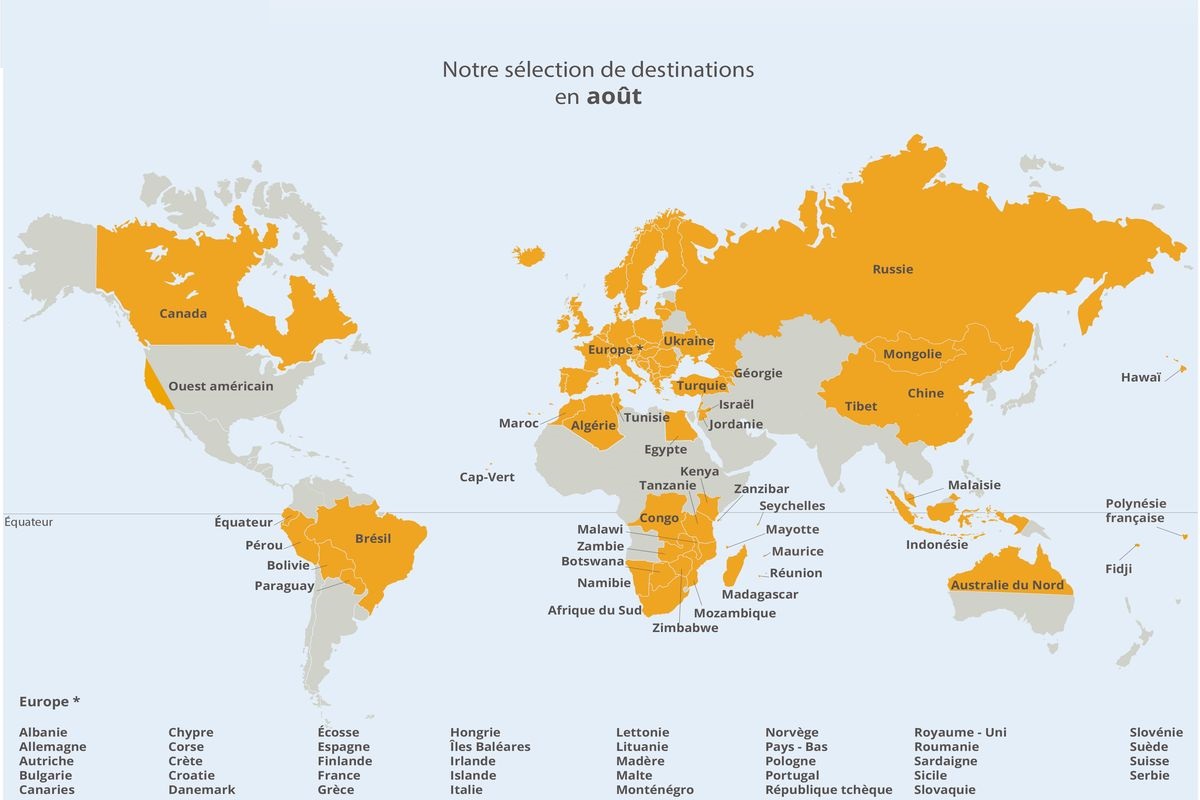 Notre sélection de destinations
en août
Canada
Ouest américain
Russie
Ukraine
Europe *
Géorgie
Mongolie
Chine
Tibet
Turquie
Israël
Jordanie
Tunisie
Maroc
Algérie
Egypte
Hawaï
Cap-Vert
Kenya
Tanzanie
Zanzibar
Seychelles
Malaisie
Polynésie
française
Équateur
Équateur
Congo
Malawi
Mayotte
Brésil
Pérou
Zambie
Maurice
Indonésie
Bolivie
Botswana
Fidji
Réunion
Paraguay
Namibie
Australie du Nord
Madagascar
Afrique du Sud
Mozambique
Zimbabwe
Europe *
Albanie
Allemagne
Autriche
Bulgarie
Canaries
Chypre
Corse
Crète
Croatie
Danemark
Écosse
Espagne
Finlande
France
Grèce
Hongrie
Îles Baléares
Irlande
Islande
Italie
Lettonie
Lituanie
Madère
Malte
Monténégro
Norvège
Pays - Bas
Pologne
Portugal
République tchèque
Royaume - Uni
Roumanie
Sardaigne
Sicile
Slovaquie
Slovénie
Suède
Suisse
Serbie